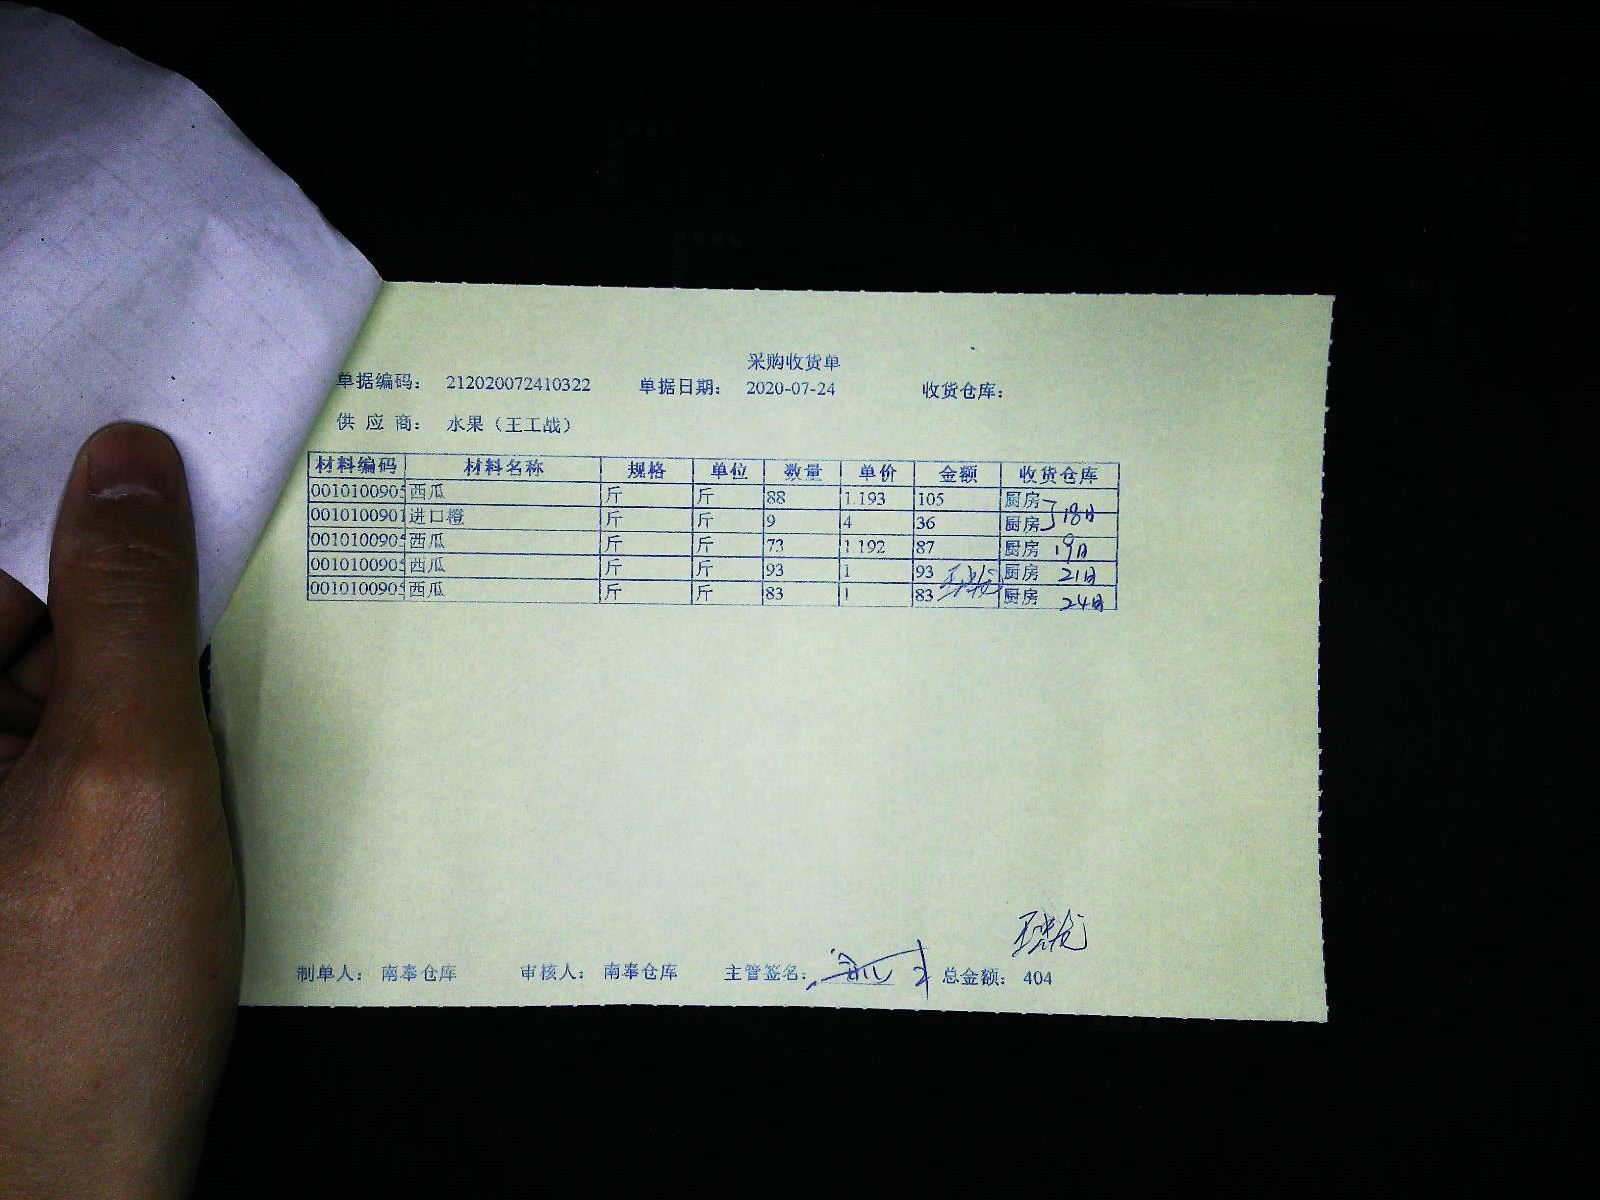 采购收货单
单据编码： 212020072410322 单据日期： 2020-07-24 收货仓库：
供 应 商： 水果（王工战）
材料编码 材料名称 规格 单位 数量 单价 金额 收货仓库
0010100905 西瓜 斤 斤 88 1.193 105 厨房
0010100901 进口橙 斤 斤 9 4 36 厨房 18日
0010100905 西瓜 斤 斤 73 1.192 87 厨房 19日
0010100905 西瓜 斤 斤 93 1 93 厨房 21日
0010100905 西瓜 斤 斤 83 1 83 厨房 24日
制单人： 南奉仓库 审核人： 南奉仓库 主管签名： 总金额： 404